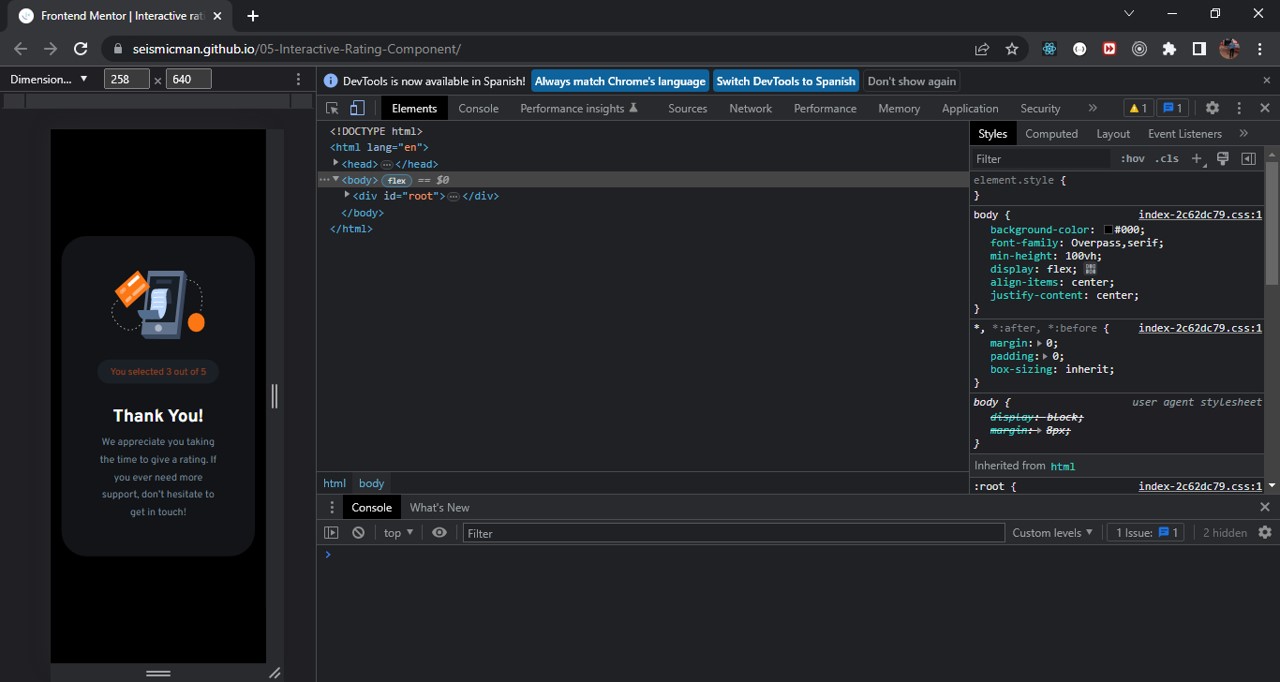 Frontend Mentor | Interactive rati
seismicman.github.io/05-Interactive-Rating-Component/
Dimension... ▼ 258 × 640
DevTools is now available in Spanish! Always match Chrome's language Switch DevTools to Spanish Don't show again
Elements Console Performance insights Sources Network Performance Memory Application Security » 1 1
<!DOCTYPE html>
<html lang="en">
<head> ⋯ </head>
⋯ <body> flex == $0
<div id="root"> ⋯ </div>
</body>
</html>
Styles Computed Layout Event Listeners »
Filter :hov .cls +
element.style {
}
body { index-2c62dc79.css:1
background-color: #000;
font-family: Overpass,serif;
min-height: 100vh;
display: flex;
align-items: center;
justify-content: center;
}
*, *:after, *:before { index-2c62dc79.css:1
margin: 0;
padding: 0;
box-sizing: inherit;
}
body { user agent stylesheet
display: block;
margin: 8px;
}
Inherited from html
:root { index-2c62dc79.css:1
You selected 3 out of 5
Thank You!
We appreciate you taking
the time to give a rating. If
you ever need more
support, don't hesitate to
get in touch!
html body
Console What's New
top ▼ Filter Custom levels ▼ 1 Issue: 1 2 hidden